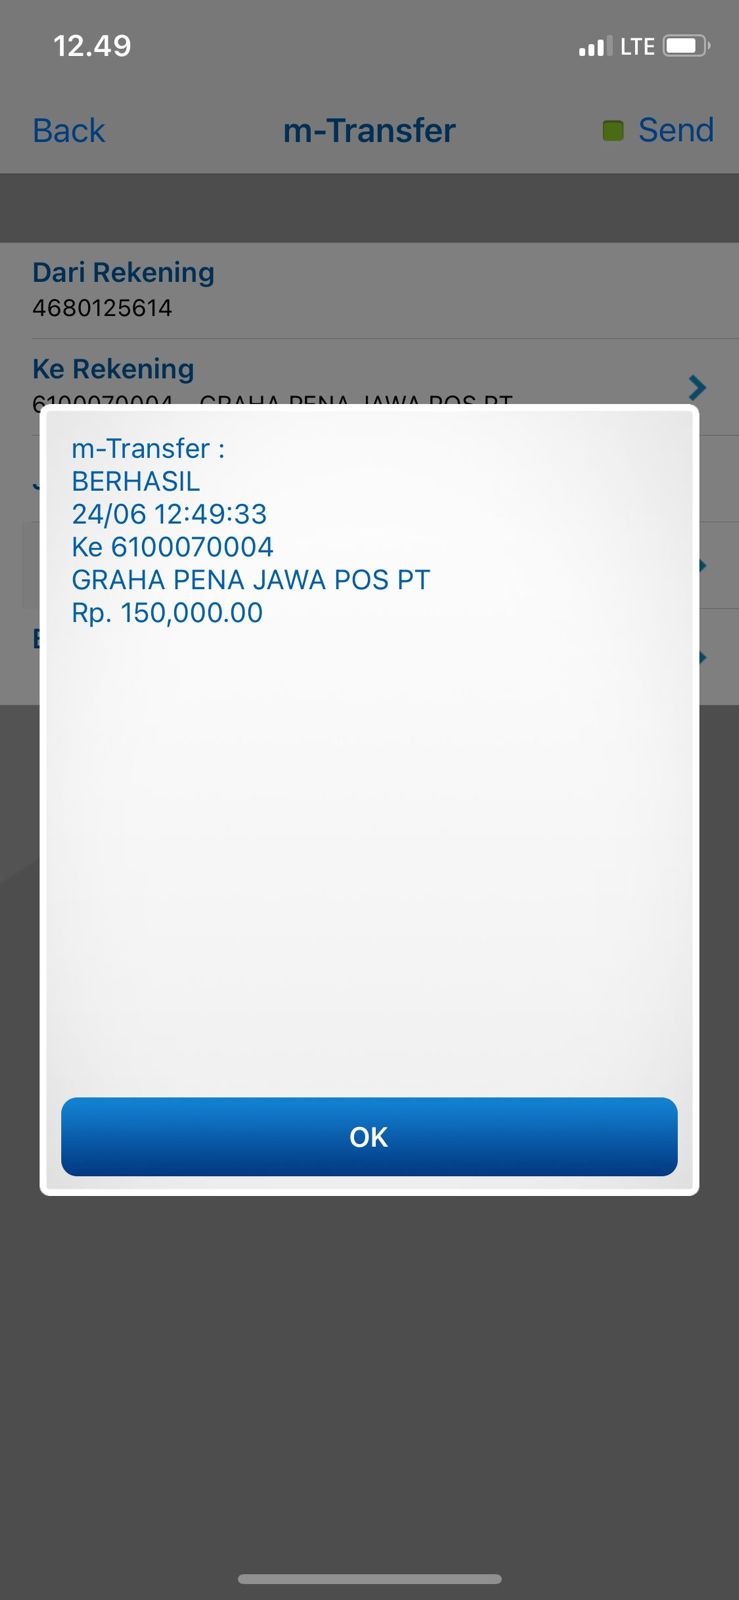 12.49
LTE
Back m-Transfer Send
Dari Rekening
4680125614
Ke Rekening
6100070004 GRAHA PENA JAWA POS PT
m-Transfer :
BERHASIL
24/06 12:49:33
Ke 6100070004
GRAHA PENA JAWA POS PT
Rp. 150,000.00
OK